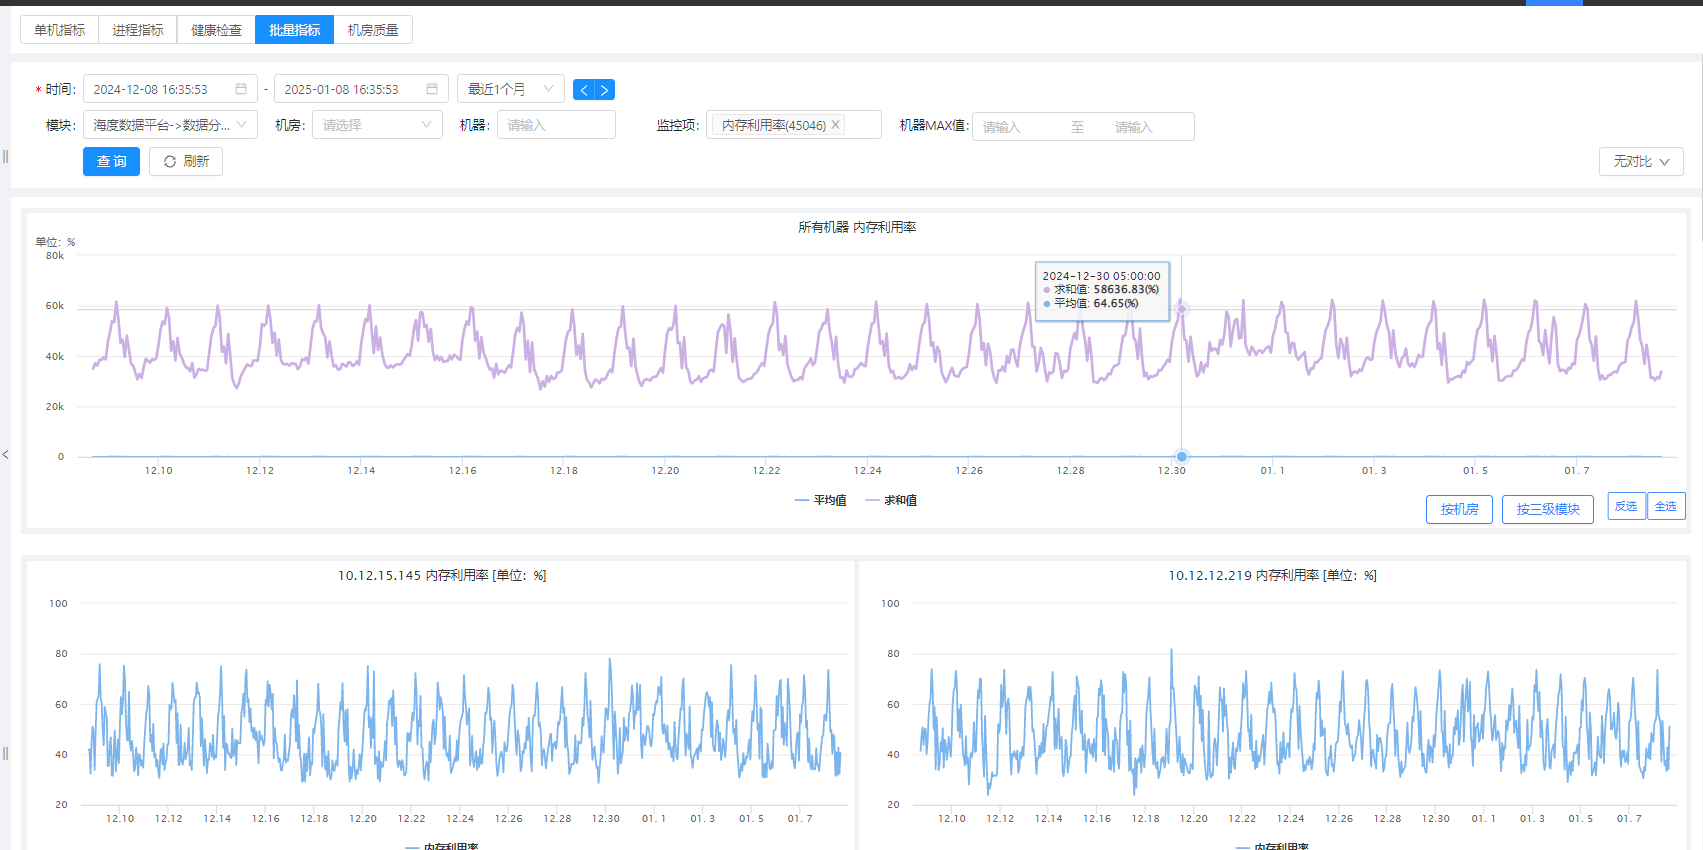 单机指标 进程指标 健康检查 批量指标 机房质量
* 时间: 2024-12-08 16:35:53 - 2025-01-08 16:35:53 最近1个月 < >
模块: 海度数据平台->数据分... 机房: 请选择 机器: 请输入 监控项: 内存利用率(45046) 机器MAX值: 请输入 至 请输入
查 询 刷新 无对比
所有机器 内存利用率
单位: %
80k
60k
40k
20k
0
2024-12-30 05:00:00
求和值: 58636.83(%)
平均值: 64.65(%)
12.10 12.12 12.14 12.16 12.18 12.20 12.22 12.24 12.26 12.28 12.30 01. 1 01. 3 01. 5 01. 7
平均值 求和值
按机房 按三级模块 反选 全选
10.12.15.145 内存利用率 [单位: %]
100
80
60
40
20
12.10 12.12 12.14 12.16 12.18 12.20 12.22 12.24 12.26 12.28 12.30 01. 1 01. 3 01. 5 01. 7
内存利用率
10.12.12.219 内存利用率 [单位: %]
100
80
60
40
20
12.10 12.12 12.14 12.16 12.18 12.20 12.22 12.24 12.26 12.28 12.30 01. 1 01. 3 01. 5 01. 7
内存利用率